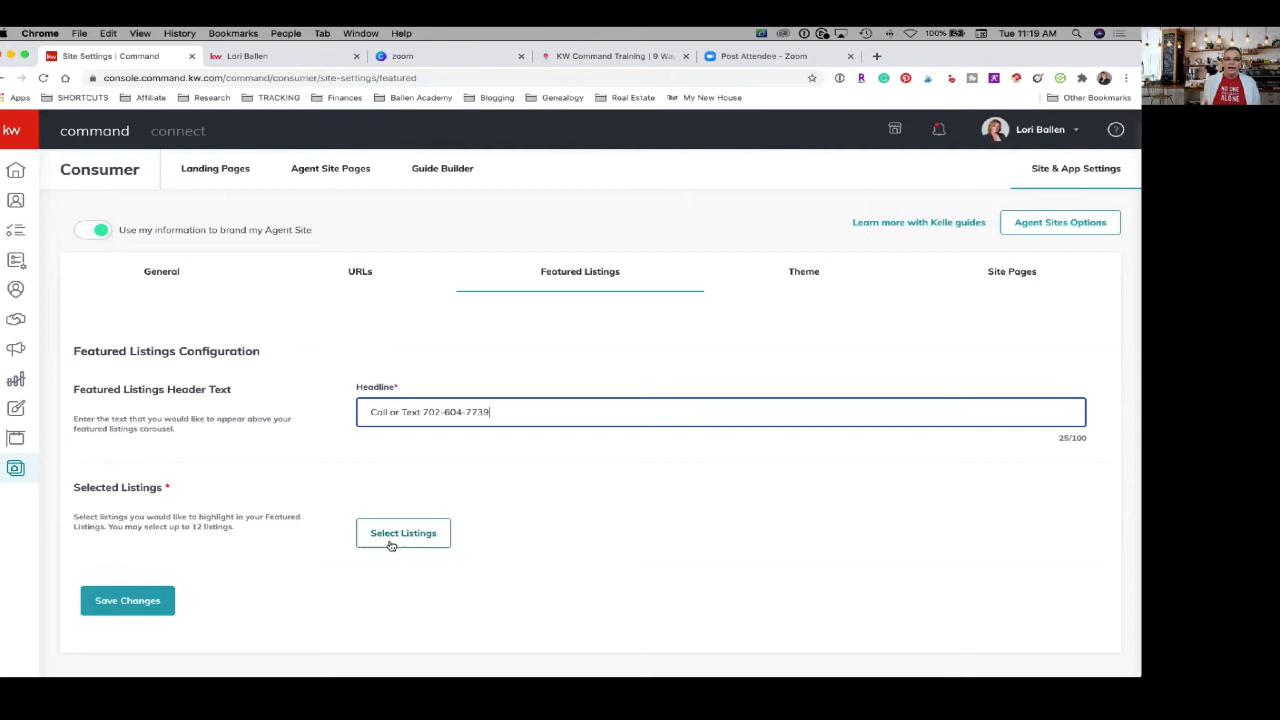 Chrome File Edit View History Bookmarks People Tab Window Help 100% Tue 11:19 AM
Site Settings | Command Lori Ballen zoom KW Command Training | 9 Wa Post Attendee - Zoom
console.command.kw.com/command/consumer/site-settings/featured
Apps SHORTCUTS Affiliate Research TRACKING Finances Ballen Academy Blogging Genealogy Real Estate My New House Other Bookmarks
kw command connect Lori Ballen
Consumer Landing Pages Agent Site Pages Guide Builder Site & App Settings
Use my information to brand my Agent Site Learn more with Kelle guides Agent Sites Options
General URLs Featured Listings Theme Site Pages
Featured Listings Configuration
Featured Listings Header Text
Enter the text that you would like to appear above your
featured listings carousel.
Headline*
Call or Text 702-604-7739
25/100
Selected Listings *
Select listings you would like to highlight in your Featured
Listings. You may select up to 12 listings.
Select Listings
Save Changes
NO ONE
ALONE